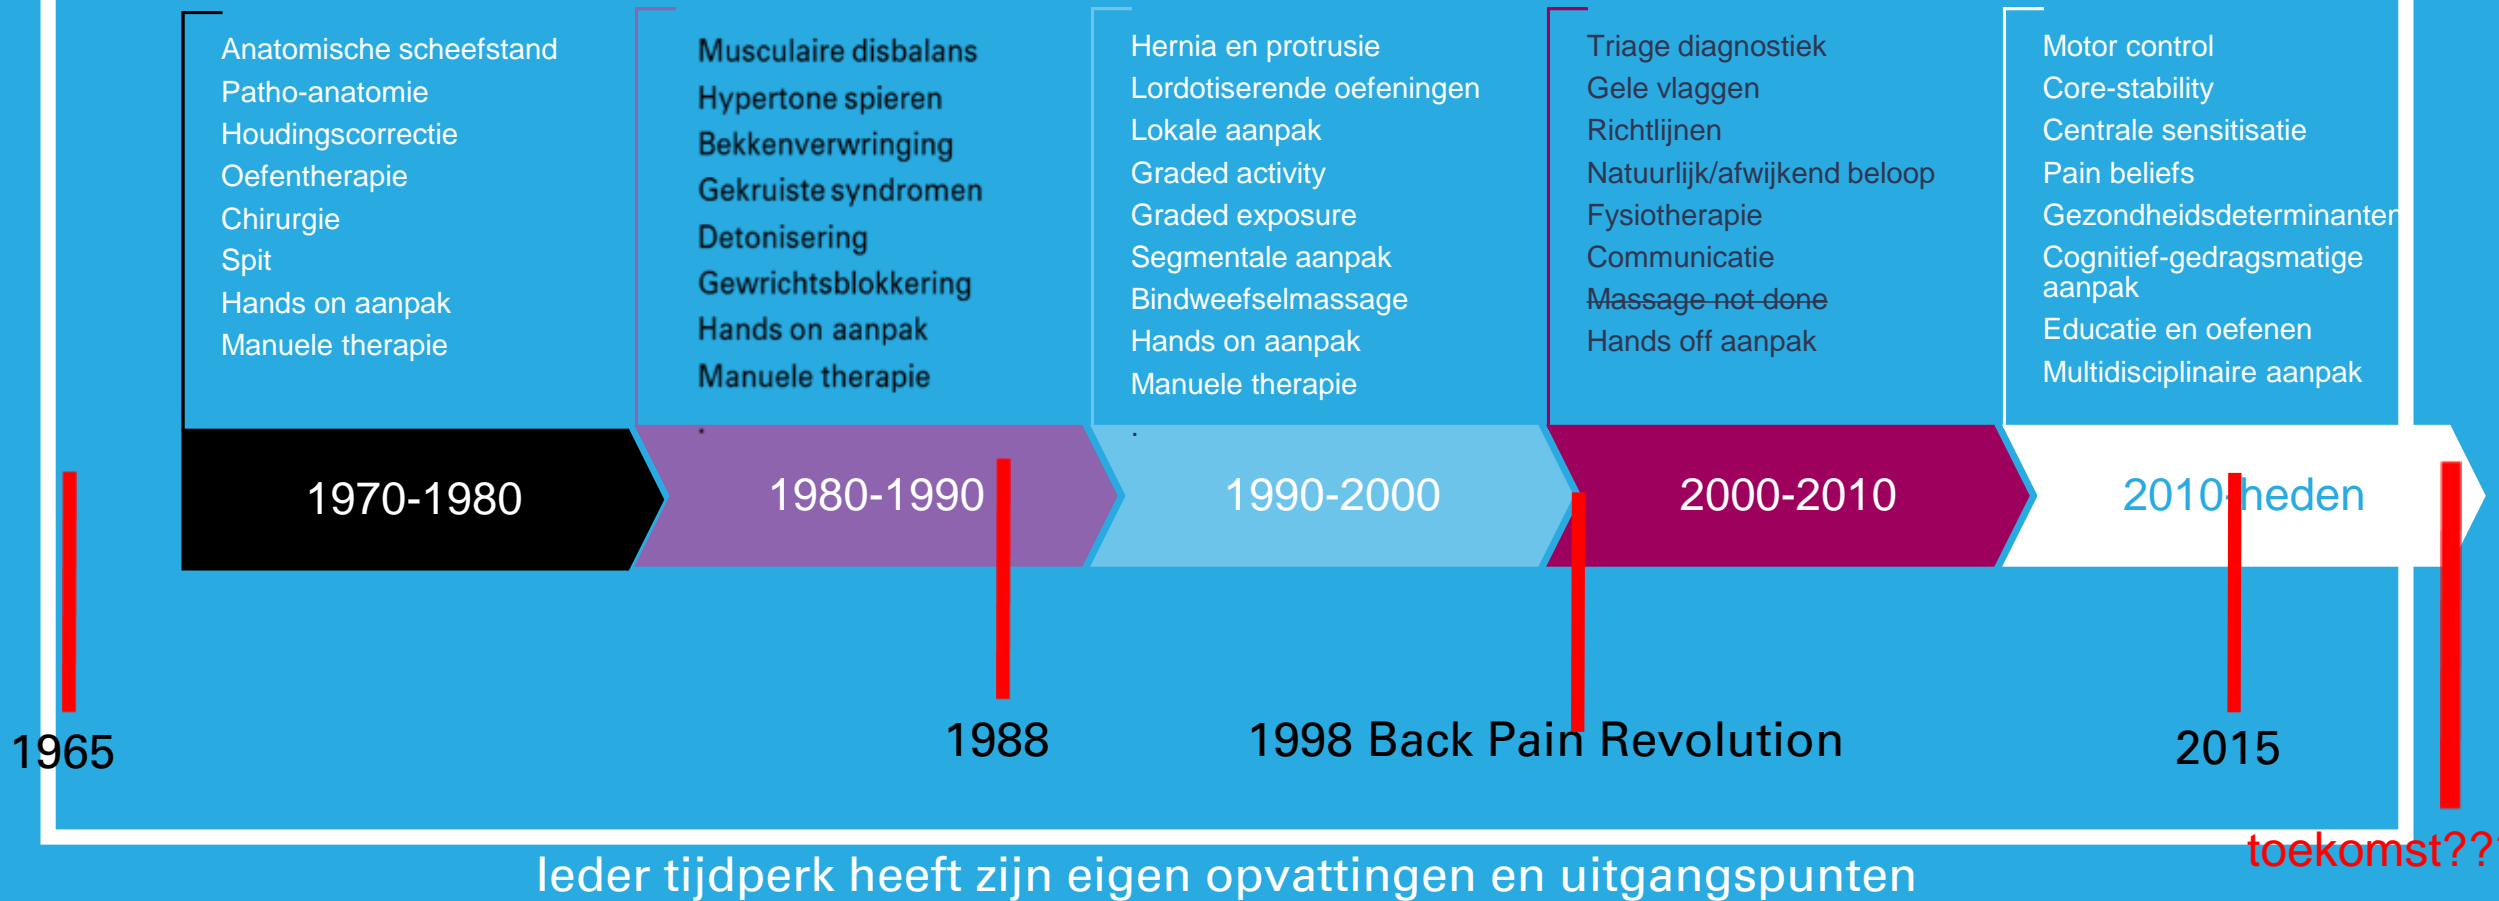 Anatomische scheefstand
Patho-anatomie
Houdingscorrectie
Oefentherapie
Chirurgie
Spit
Hands on aanpak
Manuele therapie
Musculaire disbalans
Hypertone spieren
Bekkenverwringing
Gekruiste syndromen
Detonisering
Gewrichtsblokkering
Hands on aanpak
Manuele therapie
.
Hernia en protrusie
Lordotiserende oefeningen
Lokale aanpak
Graded activity
Graded exposure
Segmentale aanpak
Bindweefselmassage
Hands on aanpak
Manuele therapie
.
Triage diagnostiek
Gele vlaggen
Richtlijnen
Natuurlijk/afwijkend beloop
Fysiotherapie
Communicatie
Massage not done
Hands off aanpak
Motor control
Core-stability
Centrale sensitisatie
Pain beliefs
Gezondheidsdeterminanten
Cognitief-gedragsmatige
aanpak
Educatie en oefenen
Multidisciplinaire aanpak
1970-1980
1980-1990
1990-2000
2000-2010
2010-heden
1965
1988
1998 Back Pain Revolution
2015
toekomst???
Ieder tijdperk heeft zijn eigen opvattingen en uitgangspunten